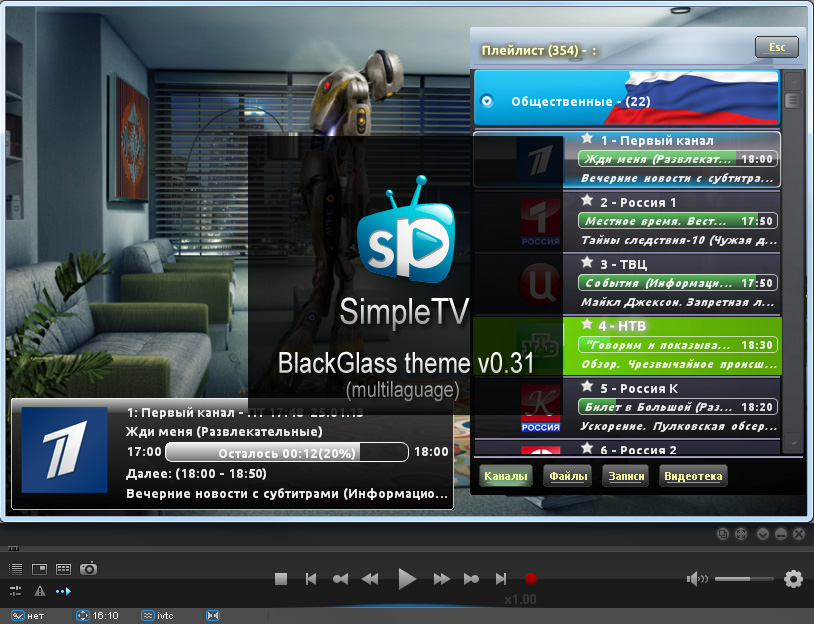 Плейлист (354) - :
Esc
Общественные - (22)
1 - Первый канал
Жди меня (Развлекат... 18:00
Вечерние новости с субтитра...
2 - Россия 1
Местное время. Вест... 17:50
Тайны следствия-10 (Чужая д...
РОССИЯ
3 - ТВЦ
События (Информаци... 17:50
Майкл Джексон. Запретная л...
4 - НТВ
"Говорим и показыва... 18:30
Обзор. Чрезвычайное происш...
НТВ
5 - Россия К
Билет в Большой (Раз... 18:20
Ускорение. Пулковская обсер...
К
РОССИЯ
6 - Россия 2
Каналы
Файлы
Записи
Видеотека
sp
SimpleTV
BlackGlass theme v0.31
(multilaguage)
1: Первый канал - ПТ 17:48 25.01.13
Жди меня (Развлекательные)
17:00 Осталось 00:12(20%) 18:00
Далее: (18:00 - 18:50)
Вечерние новости с субтитрами (Информацио...
x1.00
нет
16:10
ivtc